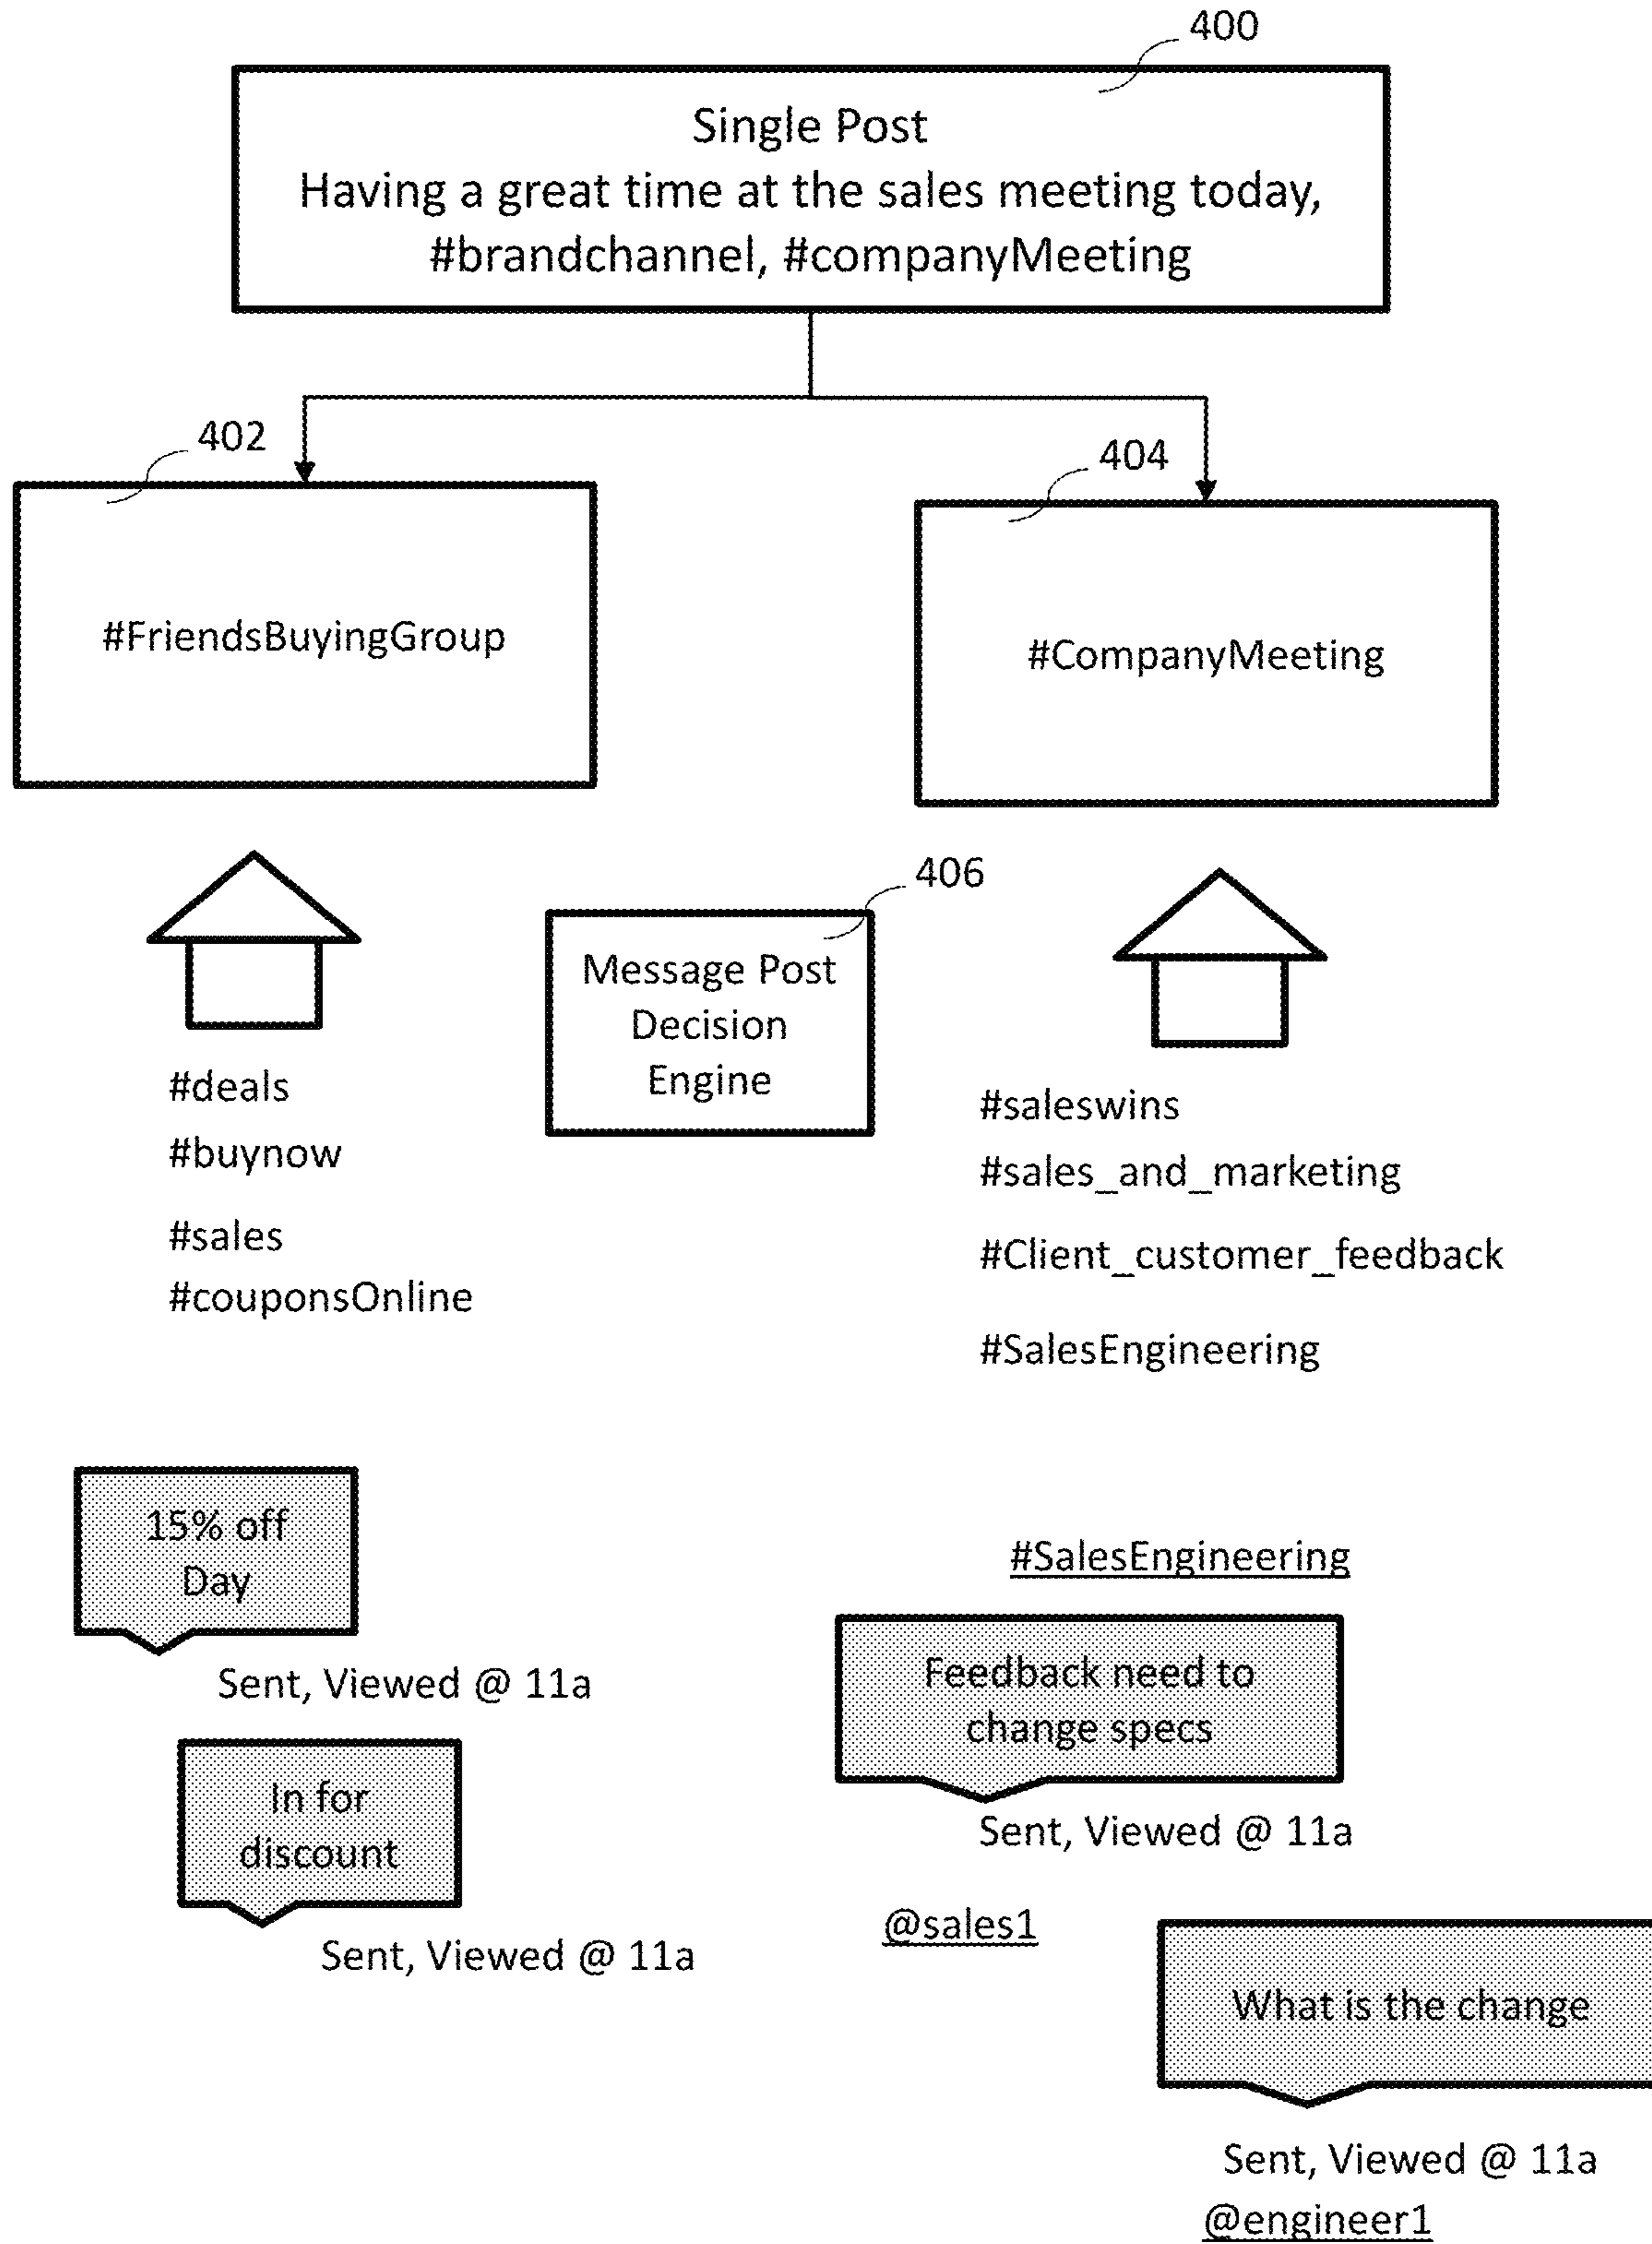 400
Single Post
Having a great time at the sales meeting today,
#brandchannel, #companyMeeting
402
404
#FriendsBuyingGroup
#CompanyMeeting
406
Message Post
Decision
Engine
#deals
#buynow
#sales
#couponsOnline
#saleswins
#sales_and_marketing
#Client_customer_feedback
#SalesEngineering
15% off
Day
Sent, Viewed @ 11a
In for
discount
Sent, Viewed @ 11a
#SalesEngineering
Feedback need to
change specs
Sent, Viewed @ 11a
@sales1
What is the change
Sent, Viewed @ 11a
@engineer1